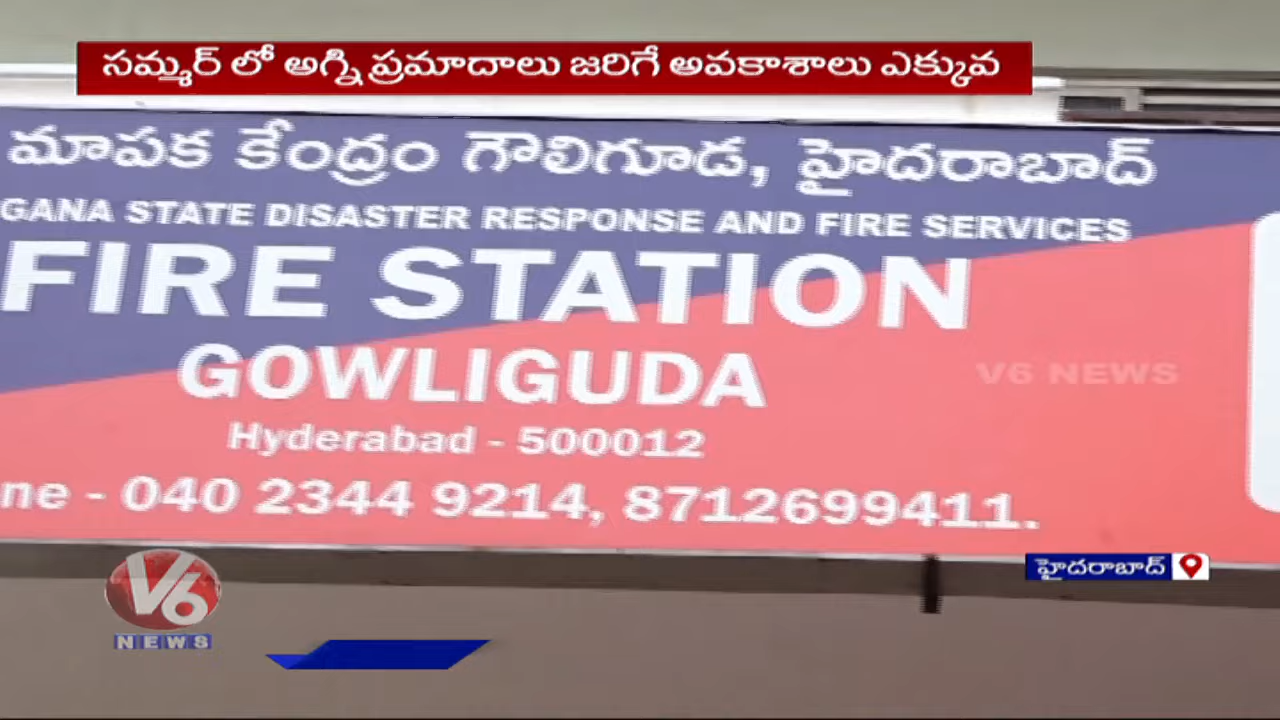 సమ్మర్ లో అగ్ని ప్రమాదాలు జరిగే అవకాశాలు ఎక్కువ
మాపక కేంద్రం గౌలిగూడ, హైదరాబాద్
GANA STATE DISASTER RESPONSE AND FIRE SERVICES
FIRE STATION
GOWLIGUDA
V6 NEWS
Hyderabad - 500012
ne - 040 2344 9214, 8712699411.
హైదరాబాద్
V6
NEWS